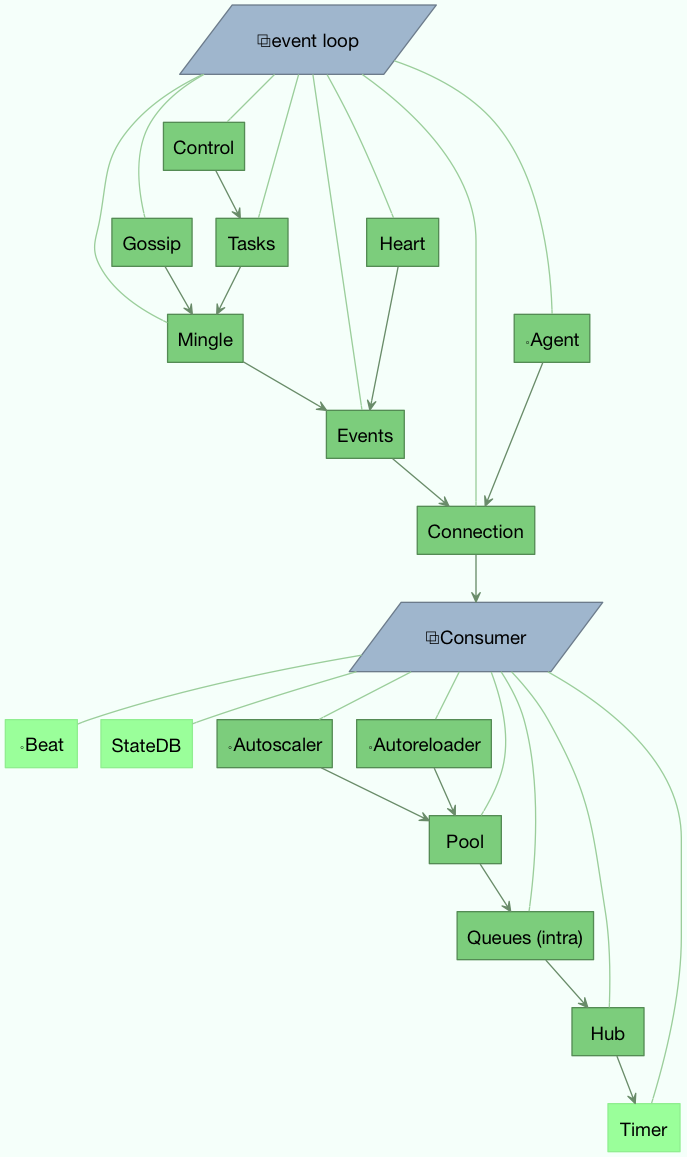 ⧉event loop
Control
Gossip
Tasks
Heart
Mingle
∘Agent
Events
Connection
⧉Consumer
∘Beat
StateDB
∘Autoscaler
∘Autoreloader
Pool
Queues (intra)
Hub
Timer